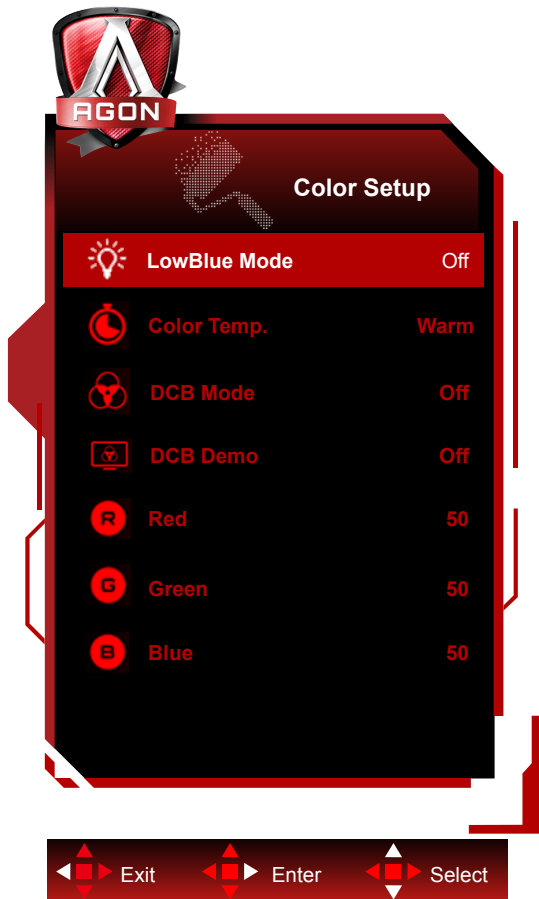 AGON
Color Setup
LowBlue Mode Off
Color Temp. Warm
DCB Mode Off
DCB Demo Off
R Red 50
G Green 50
B Blue 50
Exit Enter Select